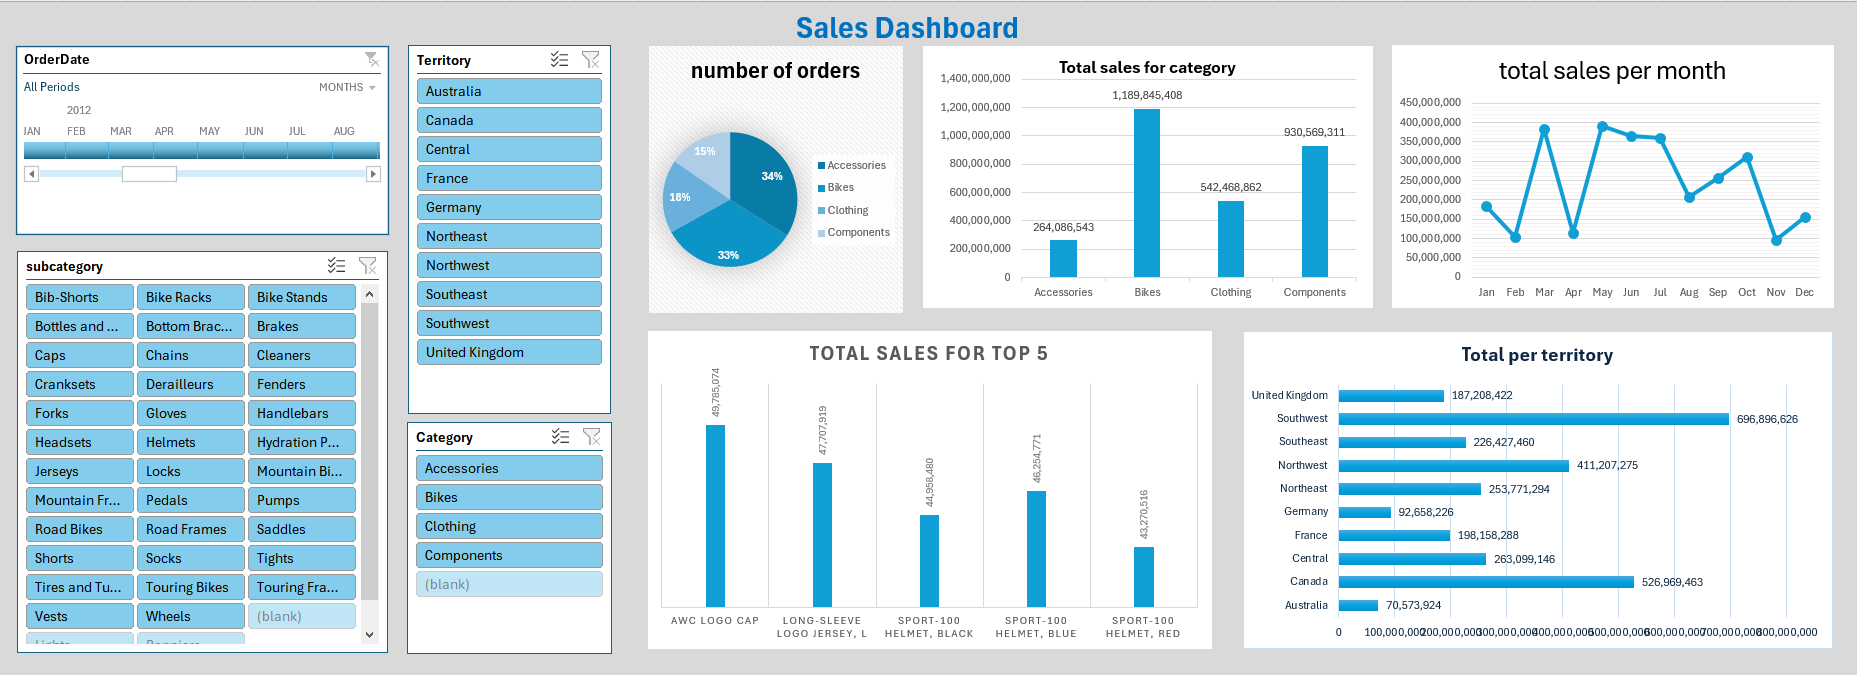 Sales Dashboard
OrderDate
All Periods
MONTHS
2012
JAN FEB MAR APR MAY JUN JUL AUG
subcategory
Bib-Shorts Bike Racks Bike Stands
Bottles and ... Bottom Brac... Brakes
Caps Chains Cleaners
Cranksets Derailleurs Fenders
Forks Gloves Handlebars
Headsets Helmets Hydration P...
Jerseys Locks Mountain Bi...
Mountain Fr... Pedals Pumps
Road Bikes Road Frames Saddles
Shorts Socks Tights
Tires and Tu... Touring Bikes Touring Fra...
Vests Wheels (blank)
Territory
Australia
Canada
Central
France
Germany
Northeast
Northwest
Southeast
Southwest
United Kingdom
Category
Accessories
Bikes
Clothing
Components
(blank)
number of orders
15%
34%
18%
33%
Accessories
Bikes
Clothing
Components
Total sales for category
1,400,000,000
1,200,000,000
1,000,000,000
800,000,000
600,000,000
400,000,000
200,000,000
0
264,086,543
1,189,845,408
542,468,862
930,569,311
Accessories Bikes Clothing Components
total sales per month
450,000,000
400,000,000
350,000,000
300,000,000
250,000,000
200,000,000
150,000,000
100,000,000
50,000,000
0
Jan Feb Mar Apr May Jun Jul Aug Sep Oct Nov Dec
TOTAL SALES FOR TOP 5
49,785,074
47,707,919
44,958,480
46,254,771
43,270,516
AWC LOGO CAP
LONG-SLEEVE
LOGO JERSEY, L
SPORT-100
HELMET, BLACK
SPORT-100
HELMET, BLUE
SPORT-100
HELMET, RED
Total per territory
United Kingdom 187,208,422
Southwest 696,896,626
Southeast 226,427,460
Northwest 411,207,275
Northeast 253,771,294
Germany 92,658,226
France 198,158,288
Central 263,099,146
Canada 526,969,463
Australia 70,573,924
0 100,000,000 200,000,000 300,000,000 400,000,000 500,000,000 600,000,000 700,000,000 800,000,000